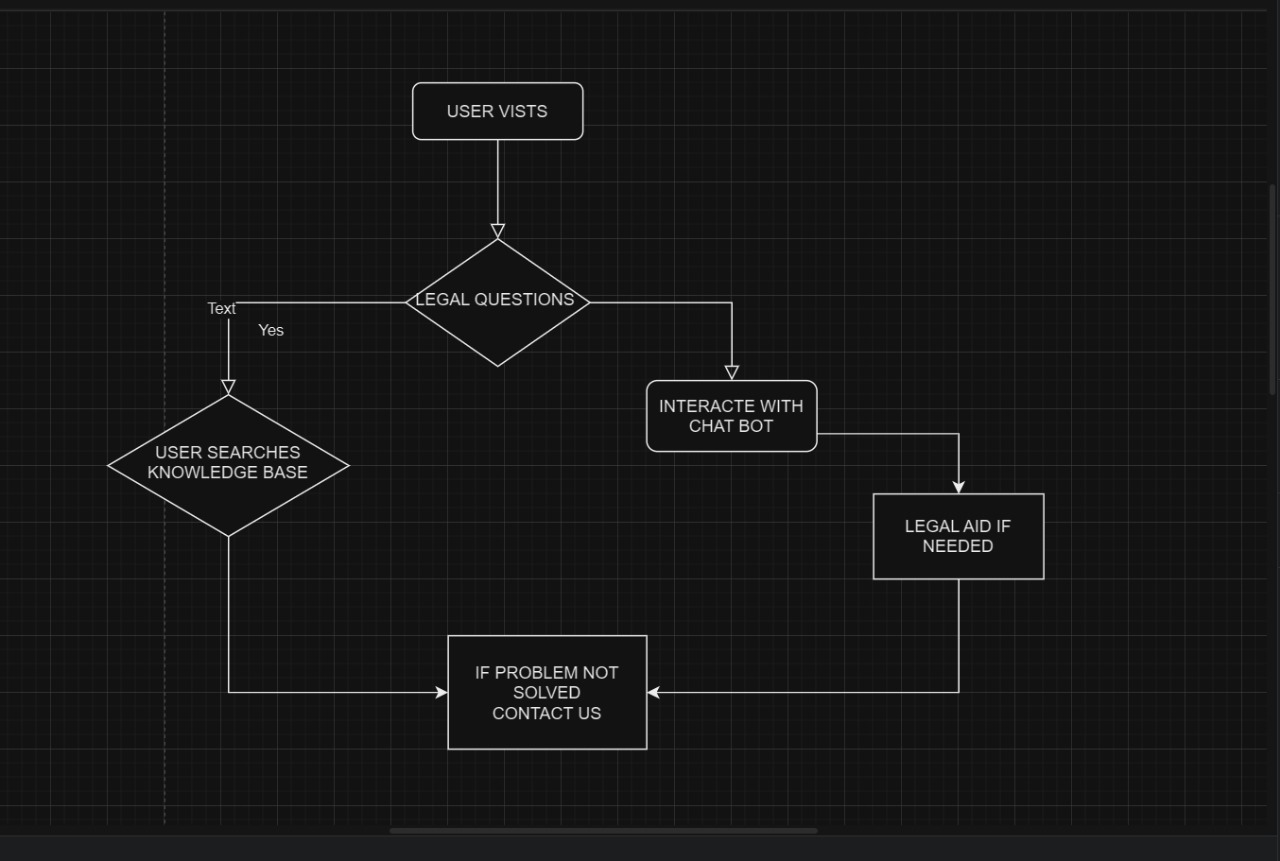 USER VISTS
LEGAL QUESTIONS
Text
Yes
INTERACTE WITH
CHAT BOT
USER SEARCHES
KNOWLEDGE BASE
LEGAL AID IF
NEEDED
IF PROBLEM NOT
SOLVED
CONTACT US